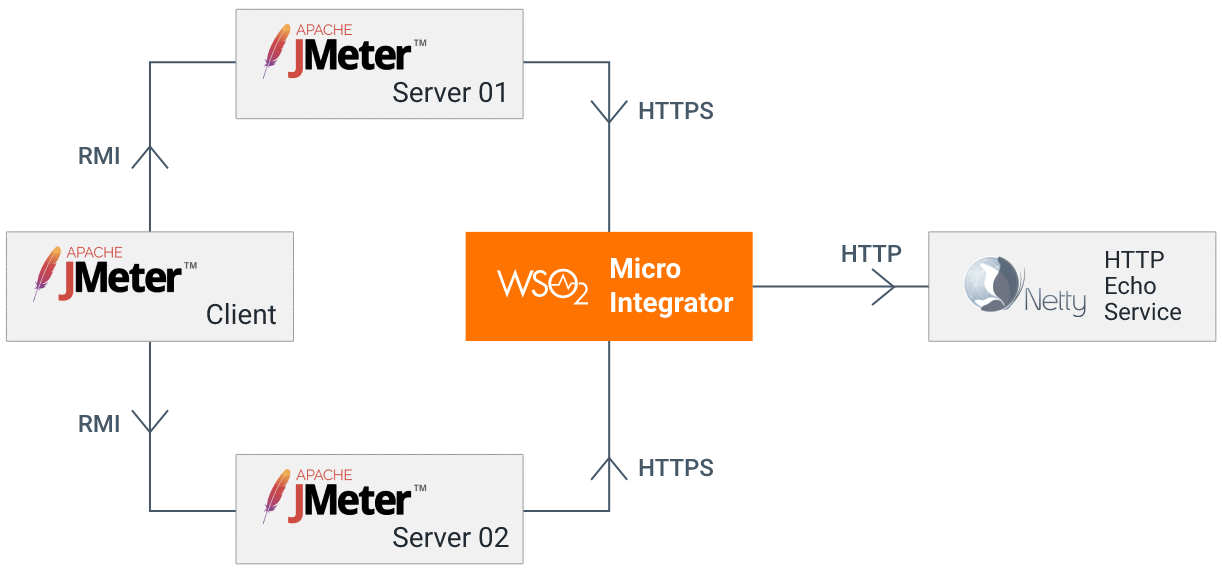 APACHE
JMeter™
Server 01
HTTPS
RMI
APACHE
JMeter™
Client
WSO2
Micro
Integrator
HTTP
Netty
HTTP
Echo
Service
RMI
HTTPS
APACHE
JMeter™
Server 02